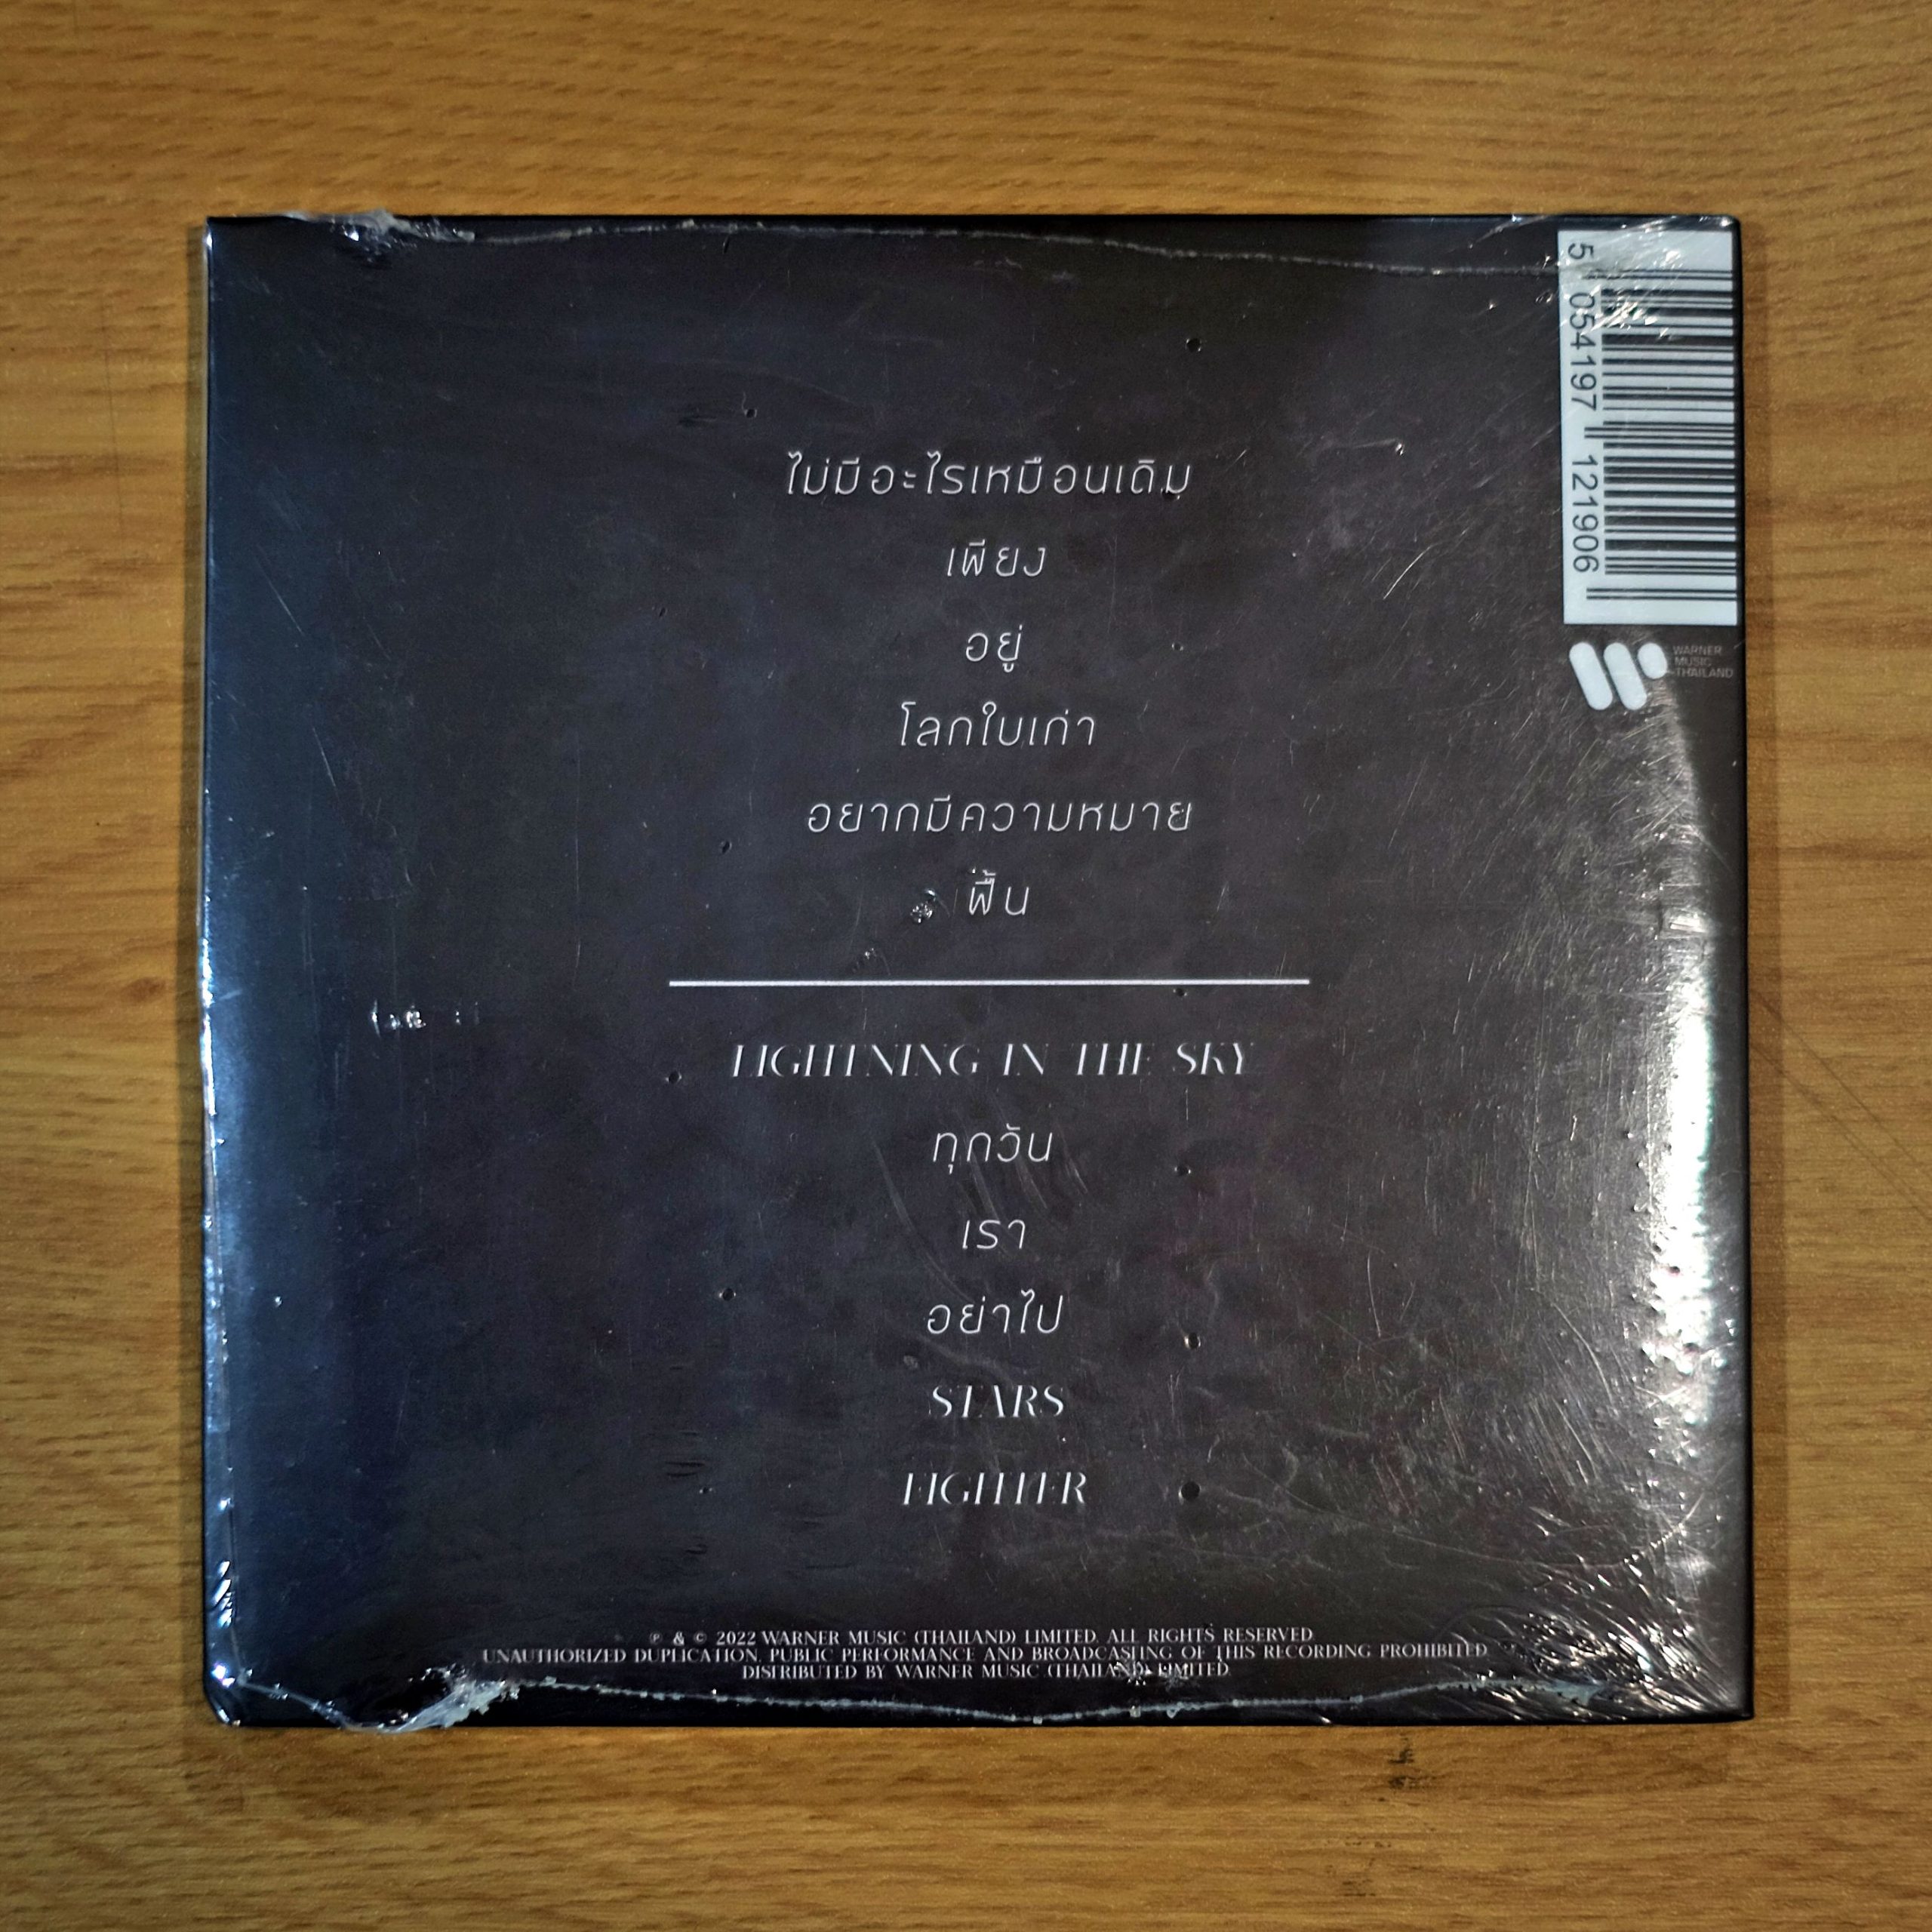 ไม่มีอะไรเหมือนเดิม
เพียง
อยู่
โลกใบเก่า
อยากมีความหมาย
ฟื้น
LIGHTNING IN THE SKY
ทุกวัน
เรา
อย่าไป
STARS
FIGHTER
℗ & © 2022 WARNER MUSIC (THAILAND) LIMITED. ALL RIGHTS RESERVED
UNAUTHORIZED DUPLICATION, PUBLIC PERFORMANCE AND BROADCASTING OF THIS RECORDING PROHIBITED
DISTRIBUTED BY WARNER MUSIC (THAILAND) LIMITED
5 054197 121906
WARNER
MUSIC
THAILAND